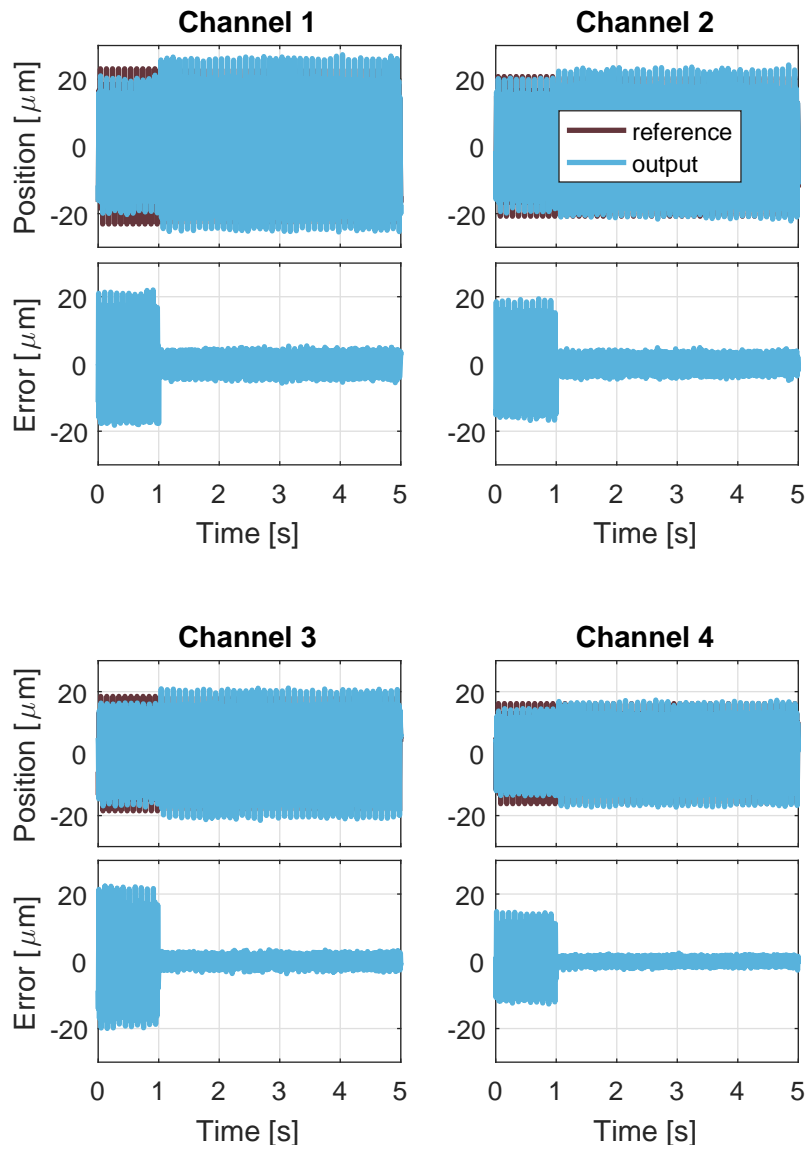 Channel 1
Channel 2
Position [μm]
20
0
-20
20
0
-20
reference
output
Error [μm]
20
0
-20
0 1 2 3 4 5
Time [s]
20
0
-20
0 1 2 3 4 5
Time [s]
Channel 3
Channel 4
Position [μm]
20
0
-20
20
0
-20
Error [μm]
20
0
-20
0 1 2 3 4 5
Time [s]
20
0
-20
0 1 2 3 4 5
Time [s]